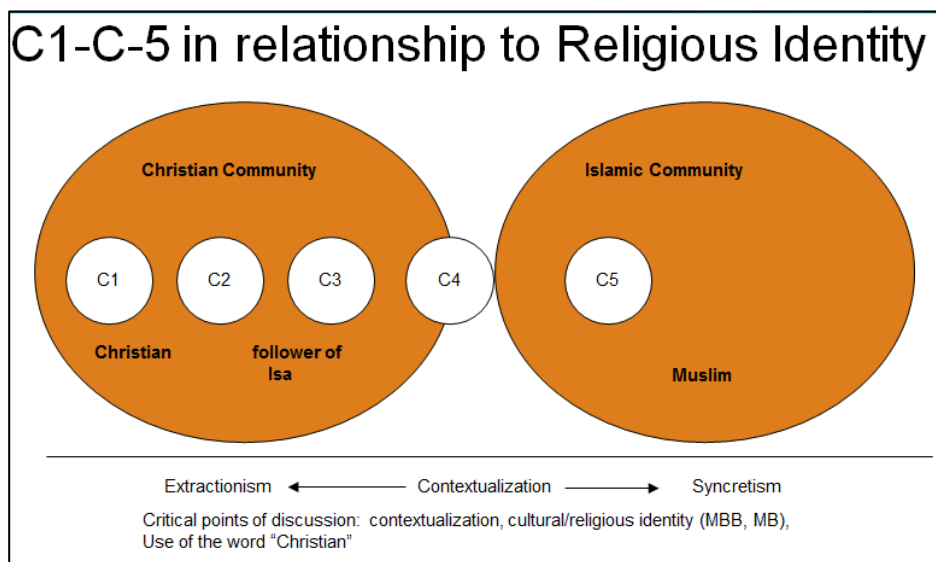 C1-C-5 in relationship to Religious Identity
Christian Community
Islamic Community
C1
C2
C3
C4
C5
Christian
follower of
Isa
Muslim
Extractionism
Contextualization
Syncretism
Critical points of discussion: contextualization, cultural/religious identity (MBB, MB),
Use of the word “Christian”